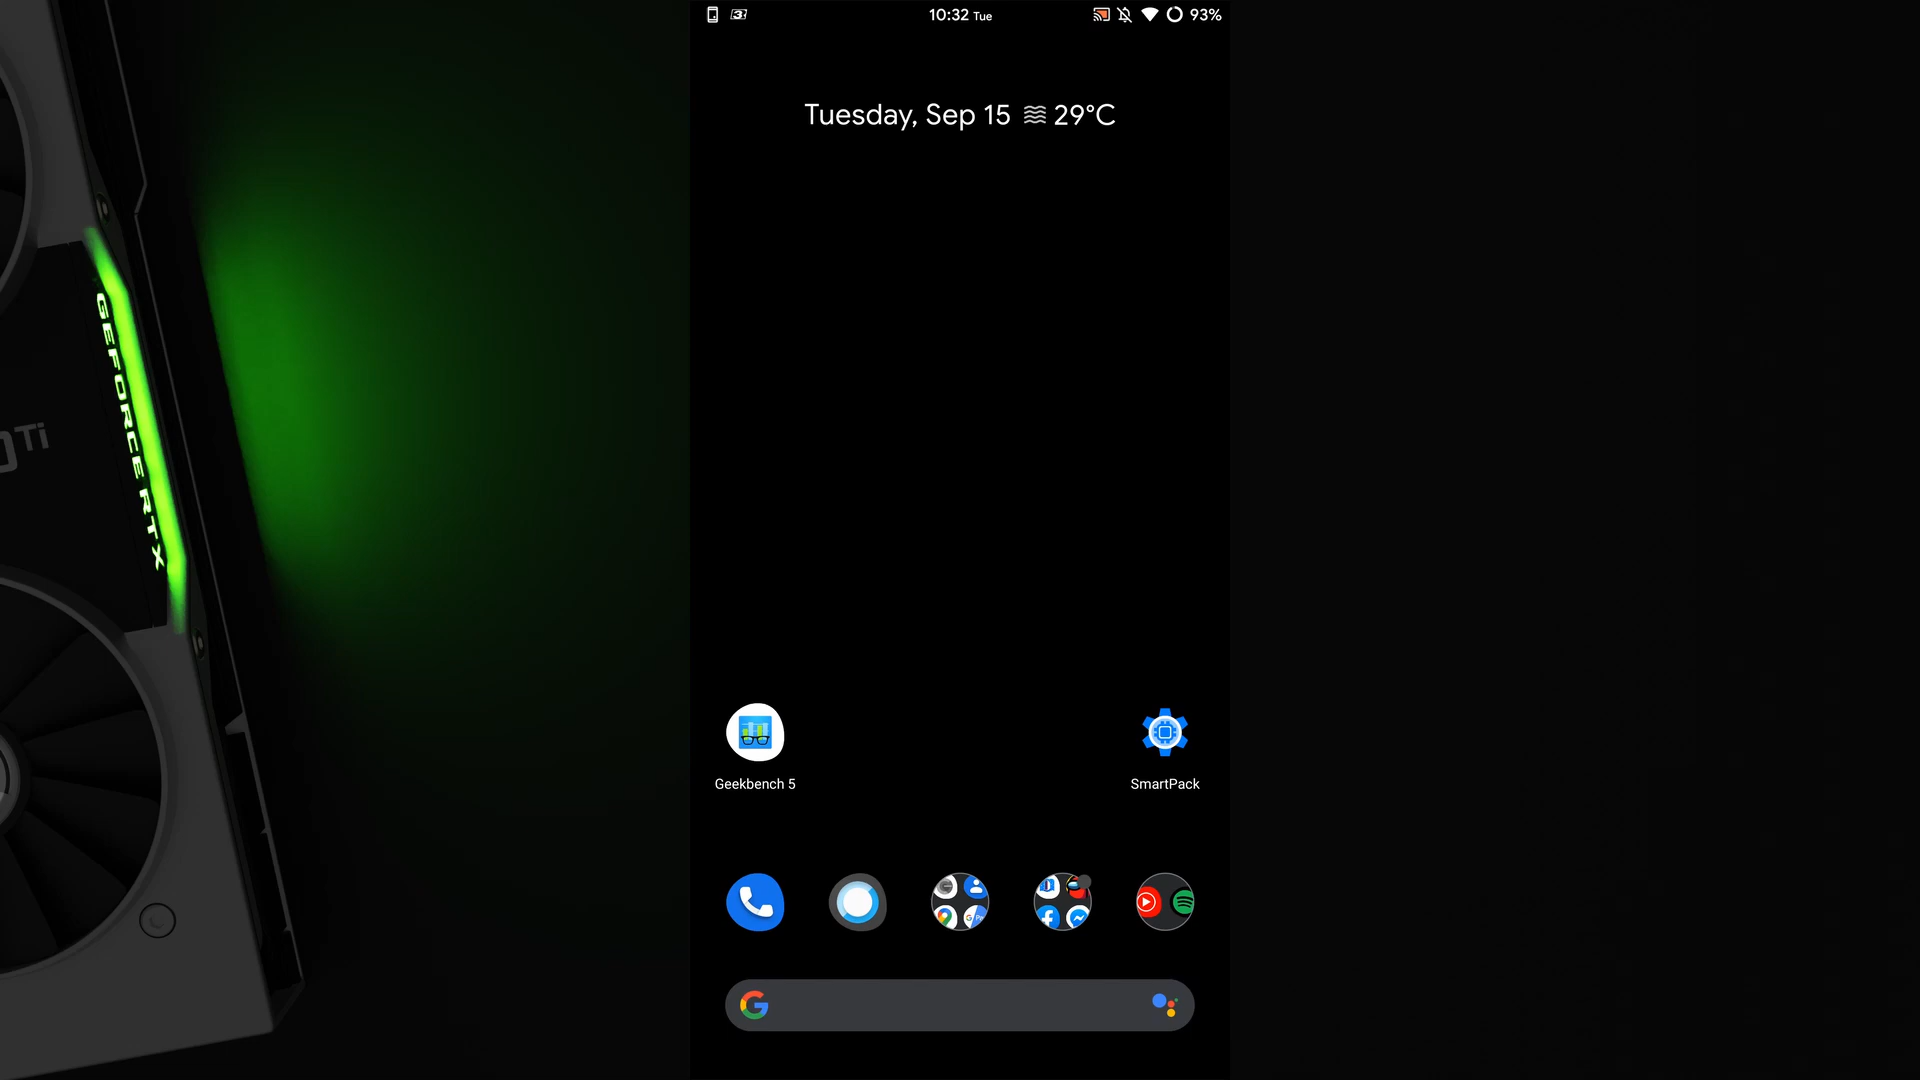 10:32 Tue
93%
Tuesday, Sep 15 29°C
GEFORCE RTX
Ti
Geekbench 5
SmartPack